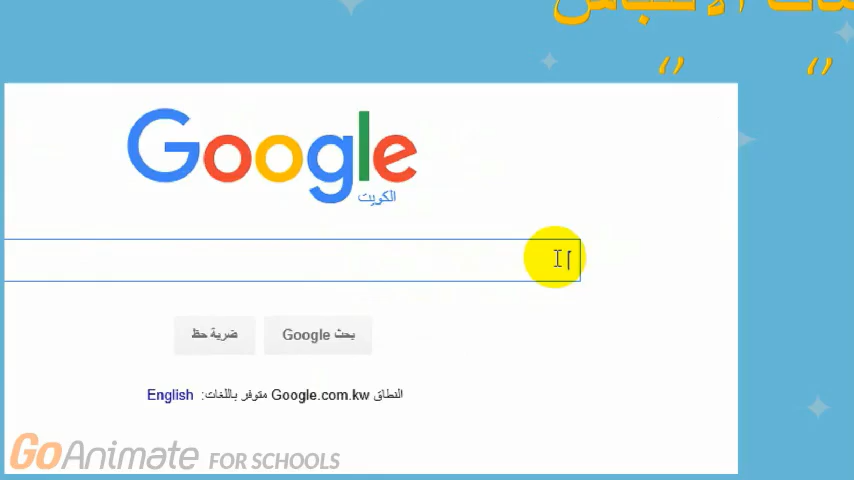 " "
Google
الكويت
بحث Google ضربة حظ
النطاق Google.com.kw متوفر باللغات: English
GoAnimate FOR SCHOOLS